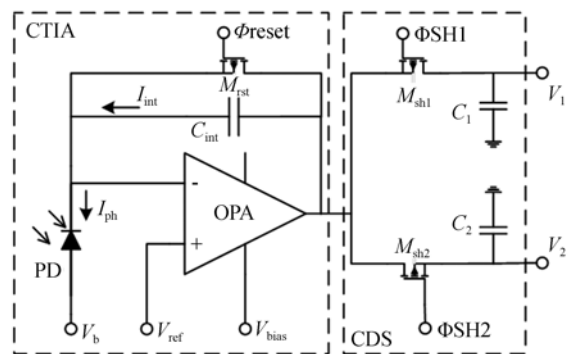 CTIA
Φreset
ΦSH1
Mrst
Iint
Cint
Msh1
C1
V1
-
OPA
+
Iph
PD
C2
Msh2
V2
Vb
Vref
Vbias
CDS
ΦSH2